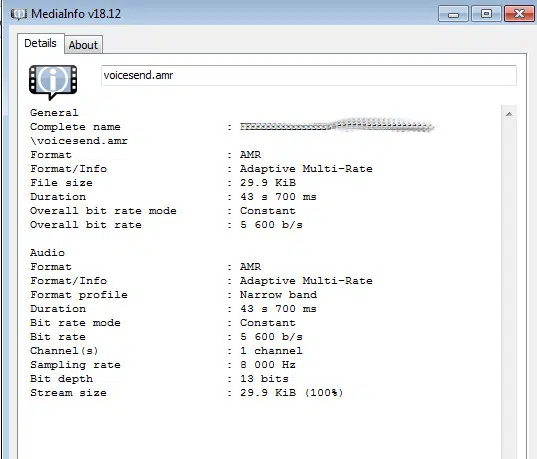 MediaInfo v18.12
Details
About
voicesend.amr
General
Complete name :
\voicesend.amr
Format : AMR
Format/Info : Adaptive Multi-Rate
File size : 29.9 KiB
Duration : 43 s 700 ms
Overall bit rate mode : Constant
Overall bit rate : 5 600 b/s
Audio
Format : AMR
Format/Info : Adaptive Multi-Rate
Format profile : Narrow band
Duration : 43 s 700 ms
Bit rate mode : Constant
Bit rate : 5 600 b/s
Channel(s) : 1 channel
Sampling rate : 8 000 Hz
Bit depth : 13 bits
Stream size : 29.9 KiB (100%)